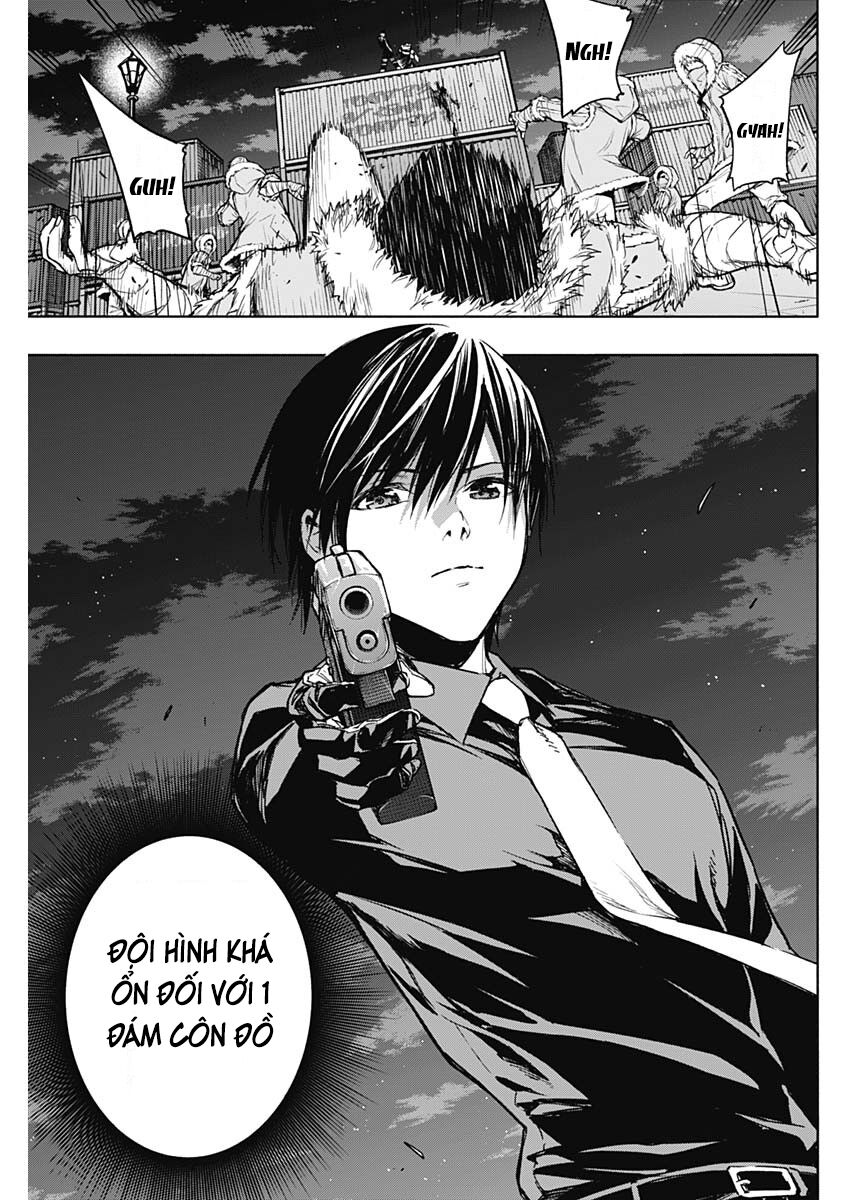 NGH!
GYAH!
GUH!
ĐỘI HÌNH KHÁ
ỔN ĐỐI VỚI 1
ĐÁM CÔN ĐỒ